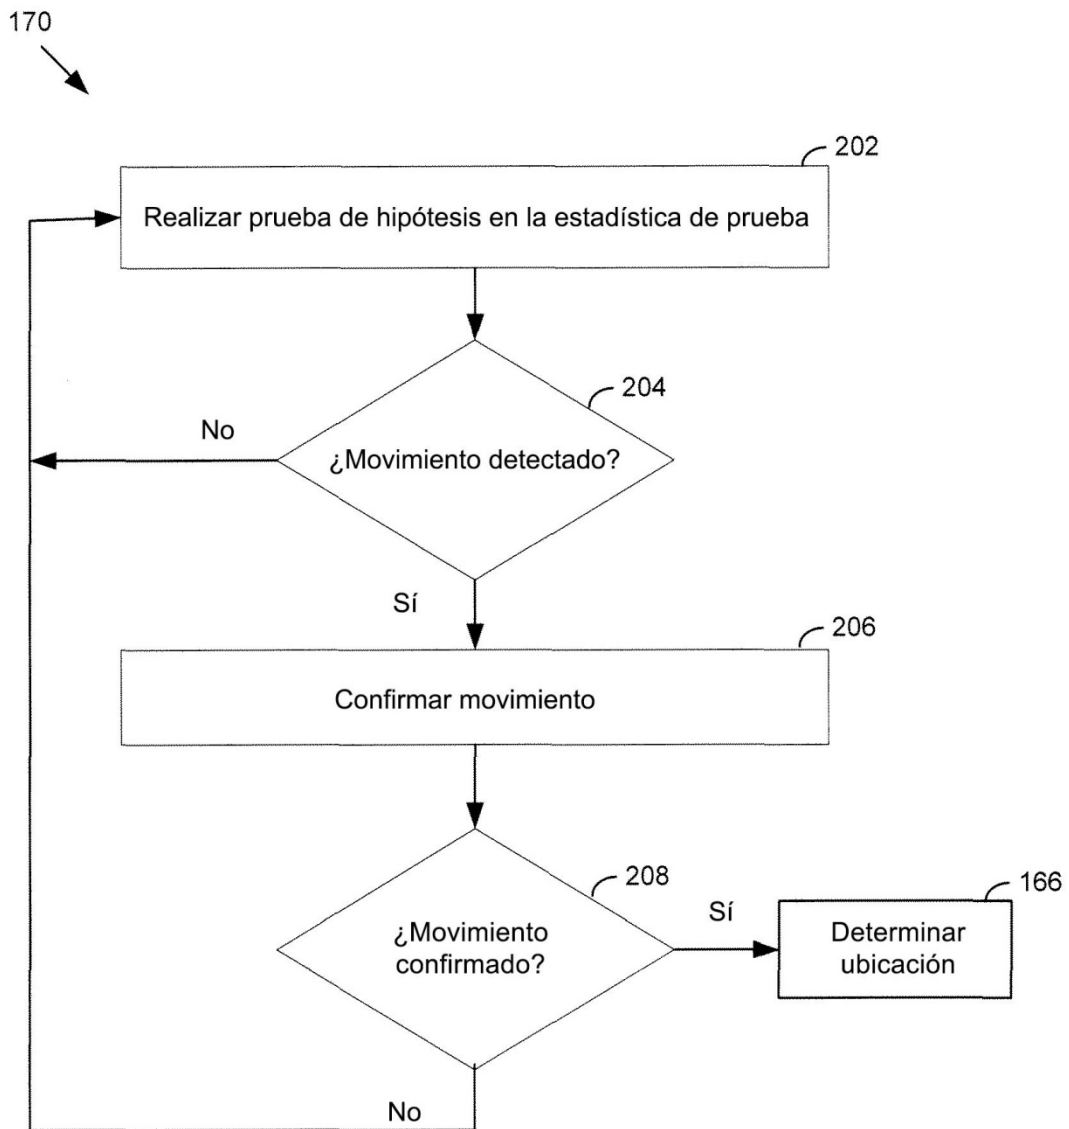 170
202
Realizar prueba de hipótesis en la estadística de prueba
204
No
¿Movimiento detectado?
Sí
206
Confirmar movimiento
208
¿Movimiento
confirmado?
Sí
166
Determinar
ubicación
No